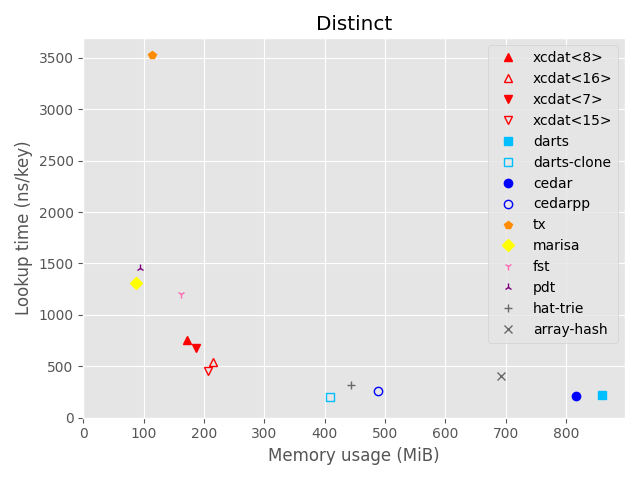 Distinct
3500
3000
2500
2000
1500
1000
500
0
Lookup time (ns/key)
xcdat<8>
xcdat<16>
xcdat<7>
xcdat<15>
darts
darts-clone
cedar
cedarpp
tx
marisa
fst
pdt
hat-trie
array-hash
0 100 200 300 400 500 600 700 800
Memory usage (MiB)